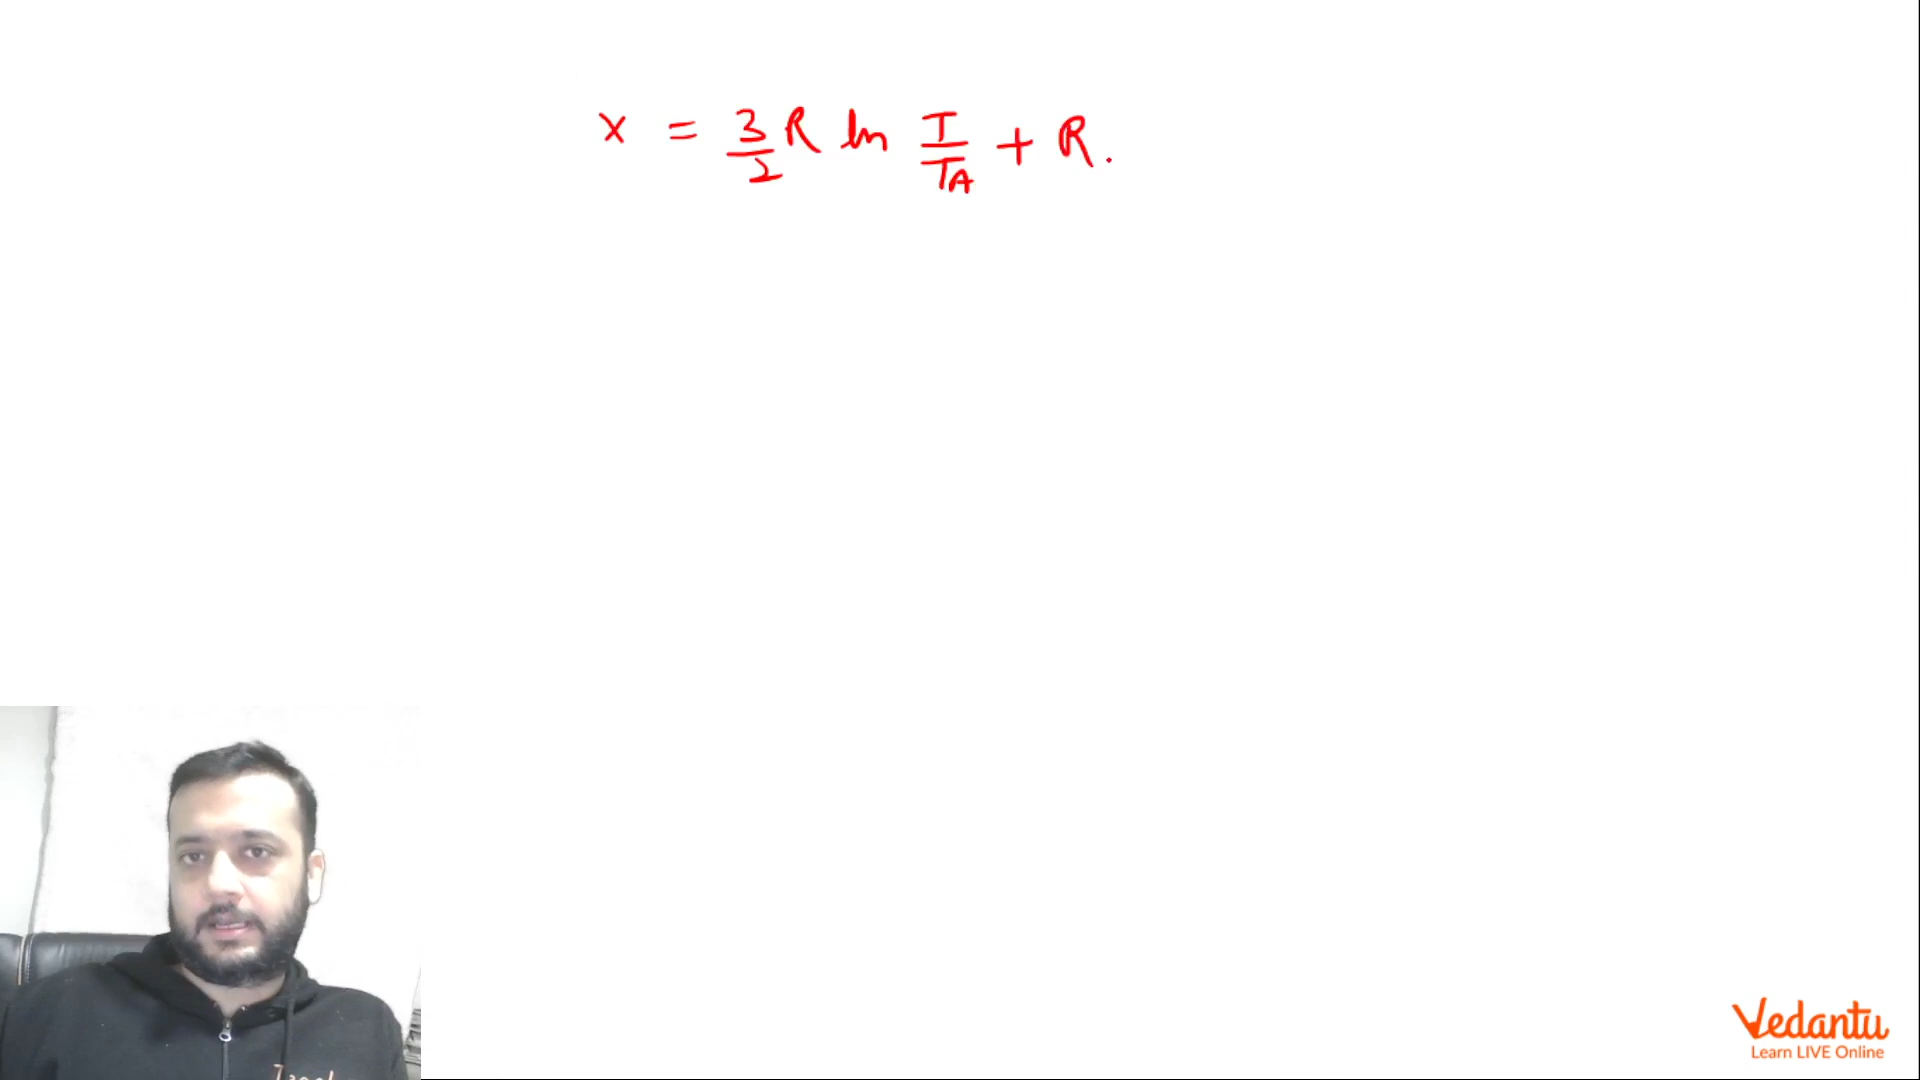 x = 3/2 R ln T/T_A + R.
Vedantu
Learn LIVE Online